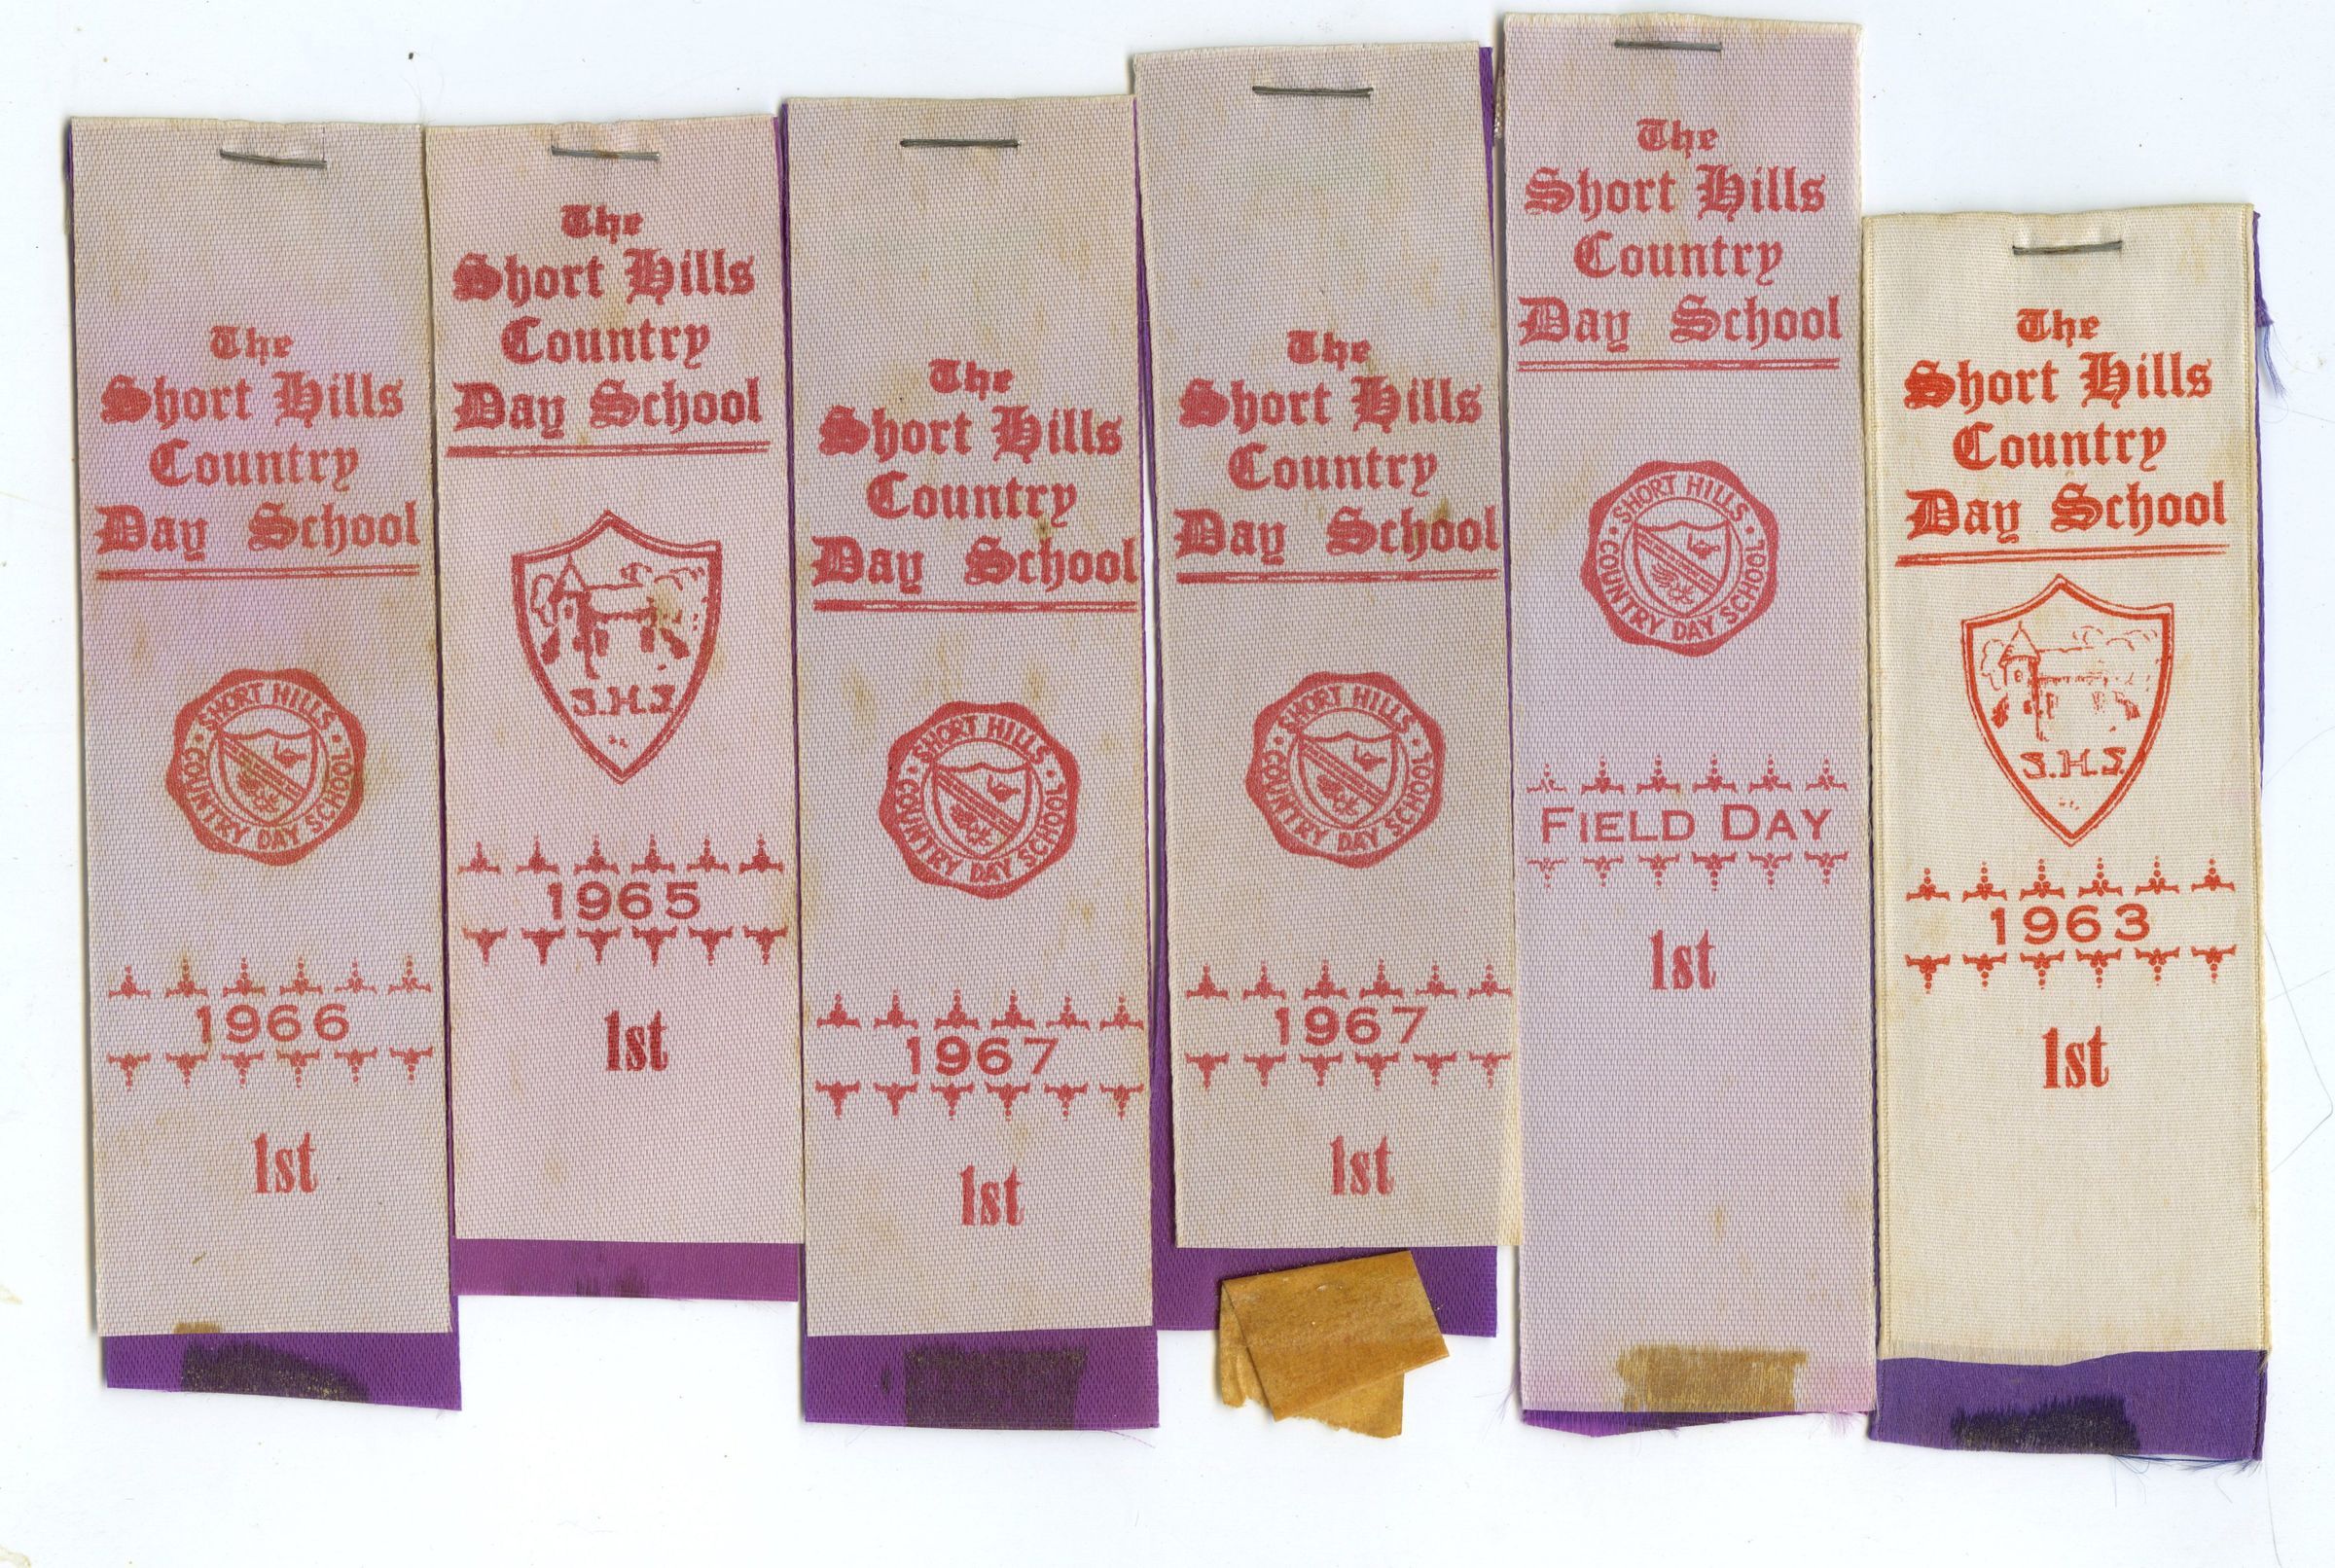 The
Short Hills
Country
Day School
SHORT HILLS
COUNTRY DAY SCHOOL
1966
1st
The
Short Hills
Country
Day School
S.H.S.
1965
1st
The
Short Hills
Country
Day School
SHORT HILLS
COUNTRY DAY SCHOOL
1967
1st
The
Short Hills
Country
Day School
SHORT HILLS
COUNTRY DAY SCHOOL
1967
1st
The
Short Hills
Country
Day School
SHORT HILLS
COUNTRY DAY SCHOOL
FIELD DAY
1st
The
Short Hills
Country
Day School
S.H.S.
1963
1st